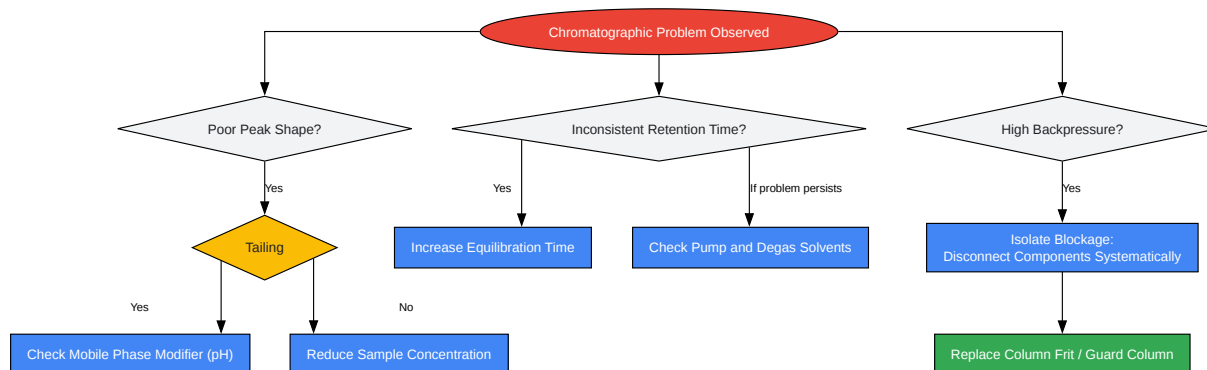 Chromatographic Problem Observed
Poor Peak Shape?
Inconsistent Retention Time?
High Backpressure?
Yes
Yes
If problem persists
Yes
Tailing
Increase Equilibration Time
Check Pump and Degas Solvents
Isolate Blockage:
Disconnect Components Systematically
Yes
No
Check Mobile Phase Modifier (pH)
Reduce Sample Concentration
Replace Column Frit / Guard Column